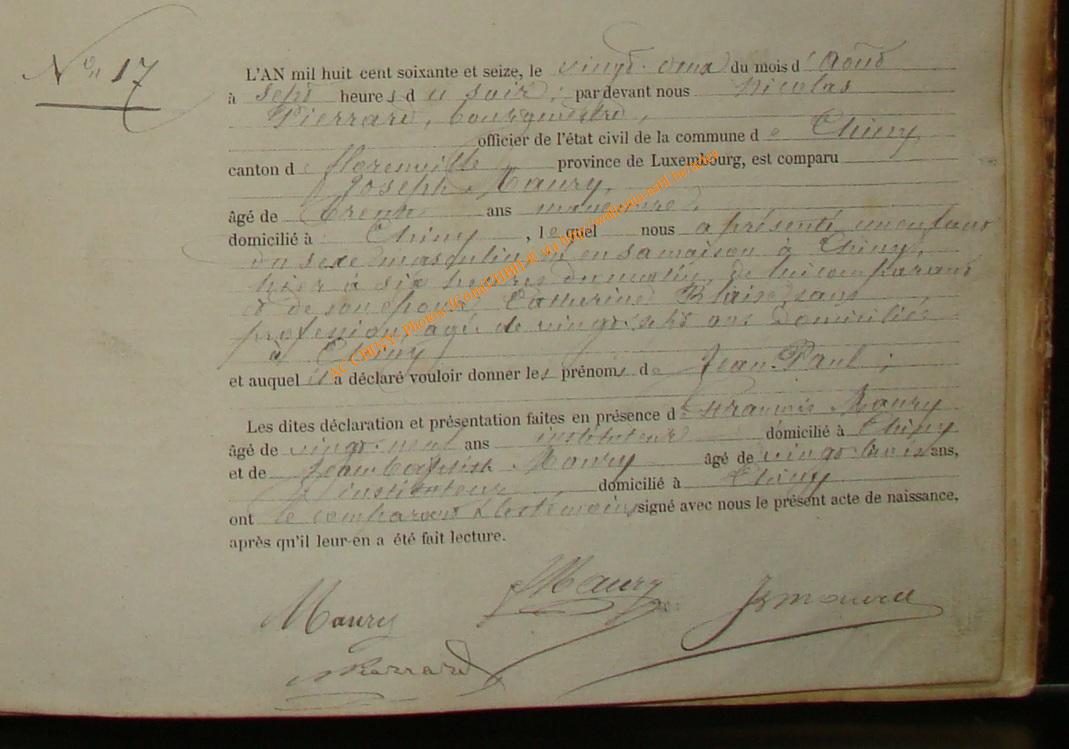 No 17
L'AN mil huit cent soixante et seize, le vingt-deux du mois d'Aout
à sept heures du soir, par devant nous Nicolas
Pierrard, bourgmestre,
officier de l'état civil de la commune de Chiny,
canton de florenville province de Luxembourg, est comparu
Joseph Maury,
âgé de trente ans
domicilié à Chiny, lequel nous a présenté un enfant
du sexe masculin né en sa maison à Chiny,
hier à six heures du matin, de lui comparant
et de son épouse Catherine Blaise sans
profession agé de vingt sept ans domiciliés
à Chiny
et auquel il a déclaré vouloir donner les prénoms de Jean-Paul;
Les dites déclaration et présentation faites en présence de François Maury
âgé de vingt-neuf ans instituteur domicilié à Chiny
et de Jean-baptiste Maury âgé de vingt-trois ans,
instituteur domicilié à Chiny
ont le comparant & les témoins signé avec nous le présent acte de naissance,
après qu'il leur en a été fait lecture.
Maury Maury
Pierrard